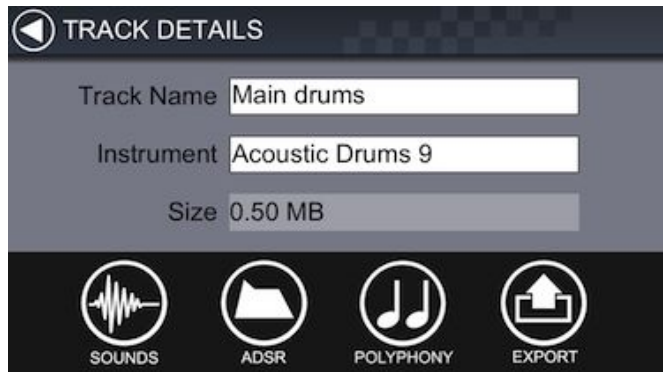 TRACK DETAILS
Track Name Main drums
Instrument Acoustic Drums 9
Size 0.50 MB
SOUNDS ADSR POLYPHONY EXPORT